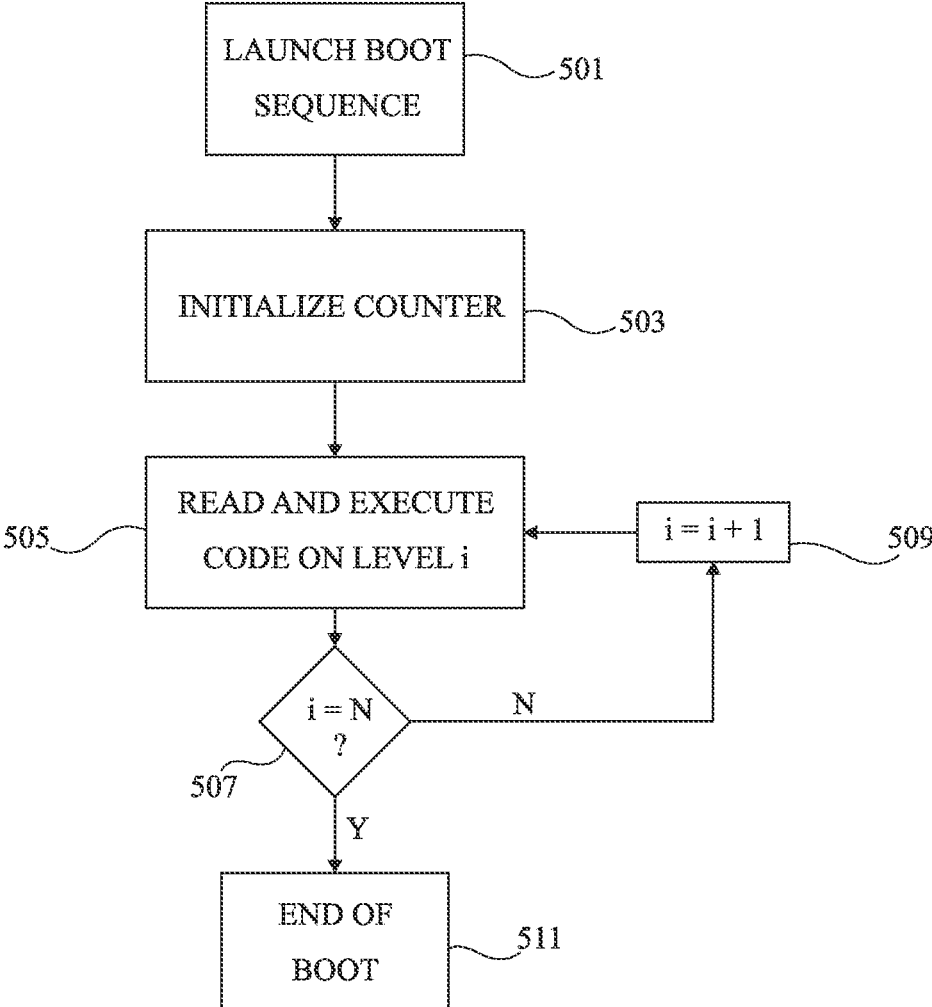 LAUNCH BOOT
SEQUENCE
501
INITIALIZE COUNTER
503
READ AND EXECUTE
CODE ON LEVEL i
505
i = i + 1
509
i = N
?
507
N
Y
END OF
BOOT
511